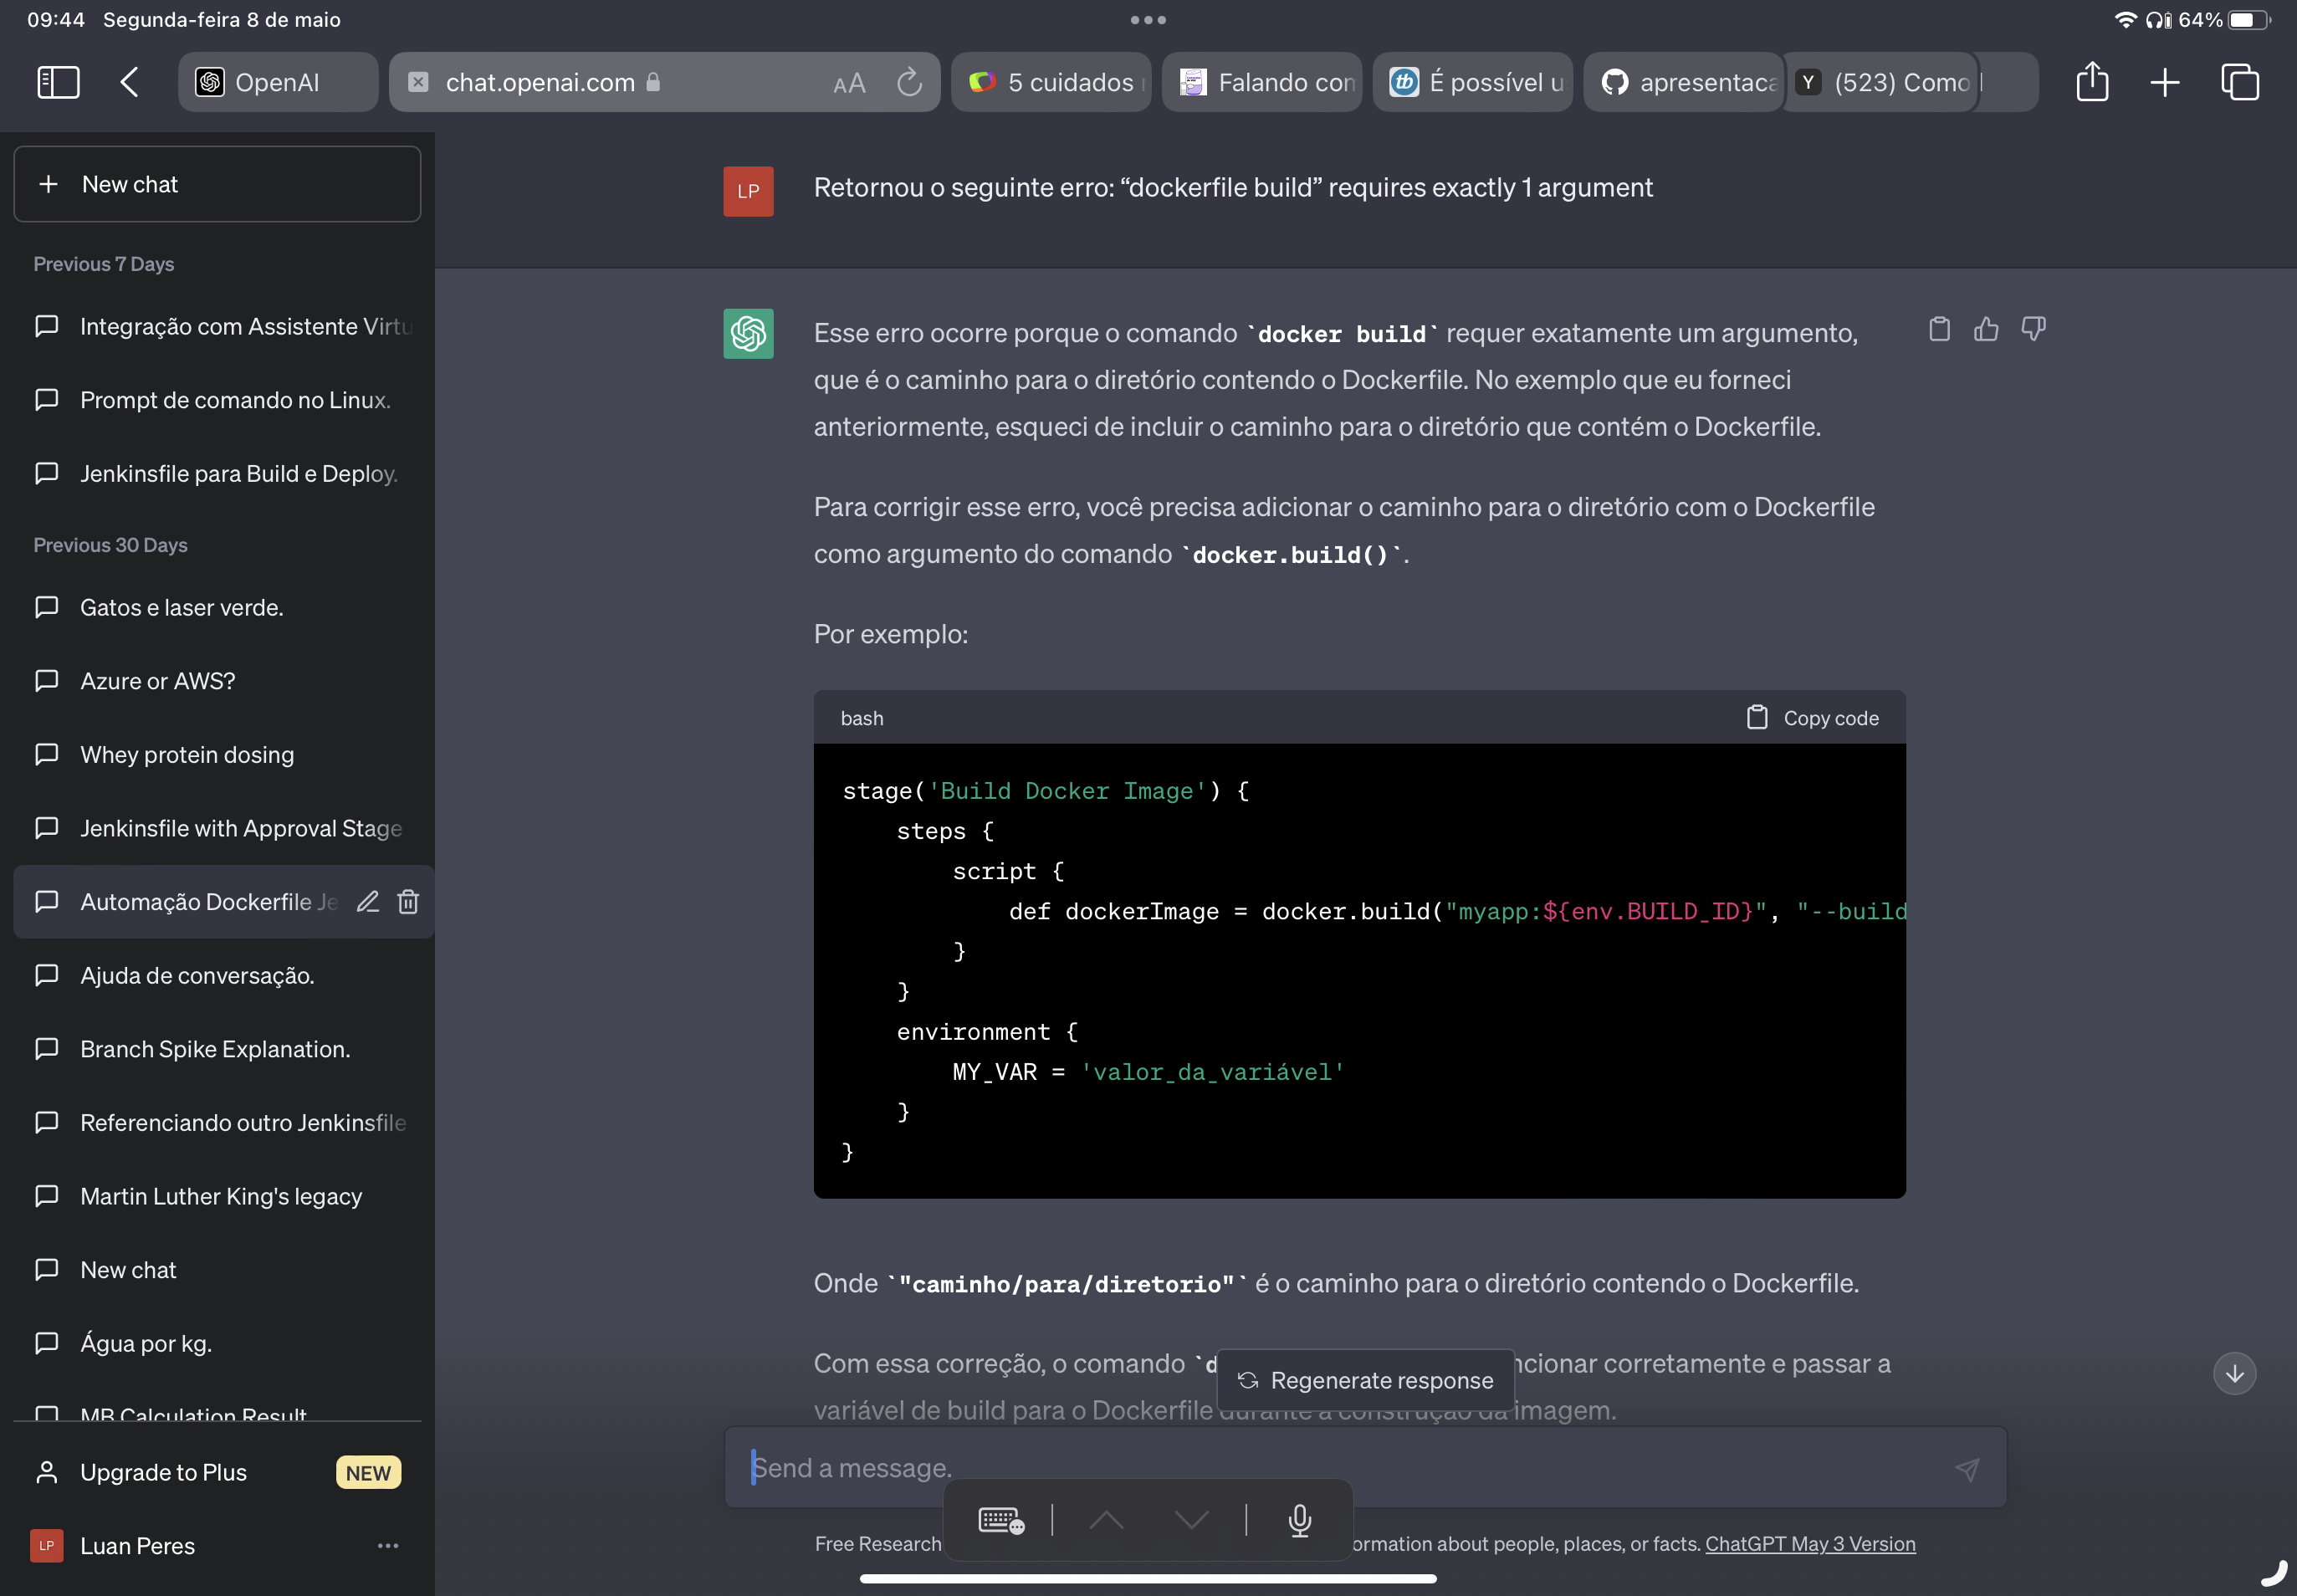 09:44 Segunda-feira 8 de maio
64%
OpenAI
chat.openai.com
AA
5 cuidados
Falando con
É possível u
apresentaca
(523) Como
New chat
Previous 7 Days
Integração com Assistente Virtu
Prompt de comando no Linux.
Jenkinsfile para Build e Deploy.
Previous 30 Days
Gatos e laser verde.
Azure or AWS?
Whey protein dosing
Jenkinsfile with Approval Stage
Automação Dockerfile Je
Ajuda de conversação.
Branch Spike Explanation.
Referenciando outro Jenkinsfile
Martin Luther King's legacy
New chat
Água por kg.
MB Calculation Result
Upgrade to Plus NEW
LP Luan Peres
LP
Retornou o seguinte erro: “dockerfile build” requires exactly 1 argument
Esse erro ocorre porque o comando `docker build` requer exatamente um argumento,
que é o caminho para o diretório contendo o Dockerfile. No exemplo que eu forneci
anteriormente, esqueci de incluir o caminho para o diretório que contém o Dockerfile.
Para corrigir esse erro, você precisa adicionar o caminho para o diretório com o Dockerfile
como argumento do comando `docker.build()`.
Por exemplo:
bash
Copy code
stage('Build Docker Image') {
steps {
script {
def dockerImage = docker.build("myapp:${env.BUILD_ID}", "--build
}
}
environment {
MY_VAR = 'valor_da_variável'
}
}
Onde `"caminho/para/diretorio"` é o caminho para o diretório contendo o Dockerfile.
Com essa correção, o comando `d ncionar corretamente e passar a
variável de build para o Dockerfile durante a construção da imagem.
Regenerate response
Send a message.
Free Research ormation about people, places, or facts. ChatGPT May 3 Version